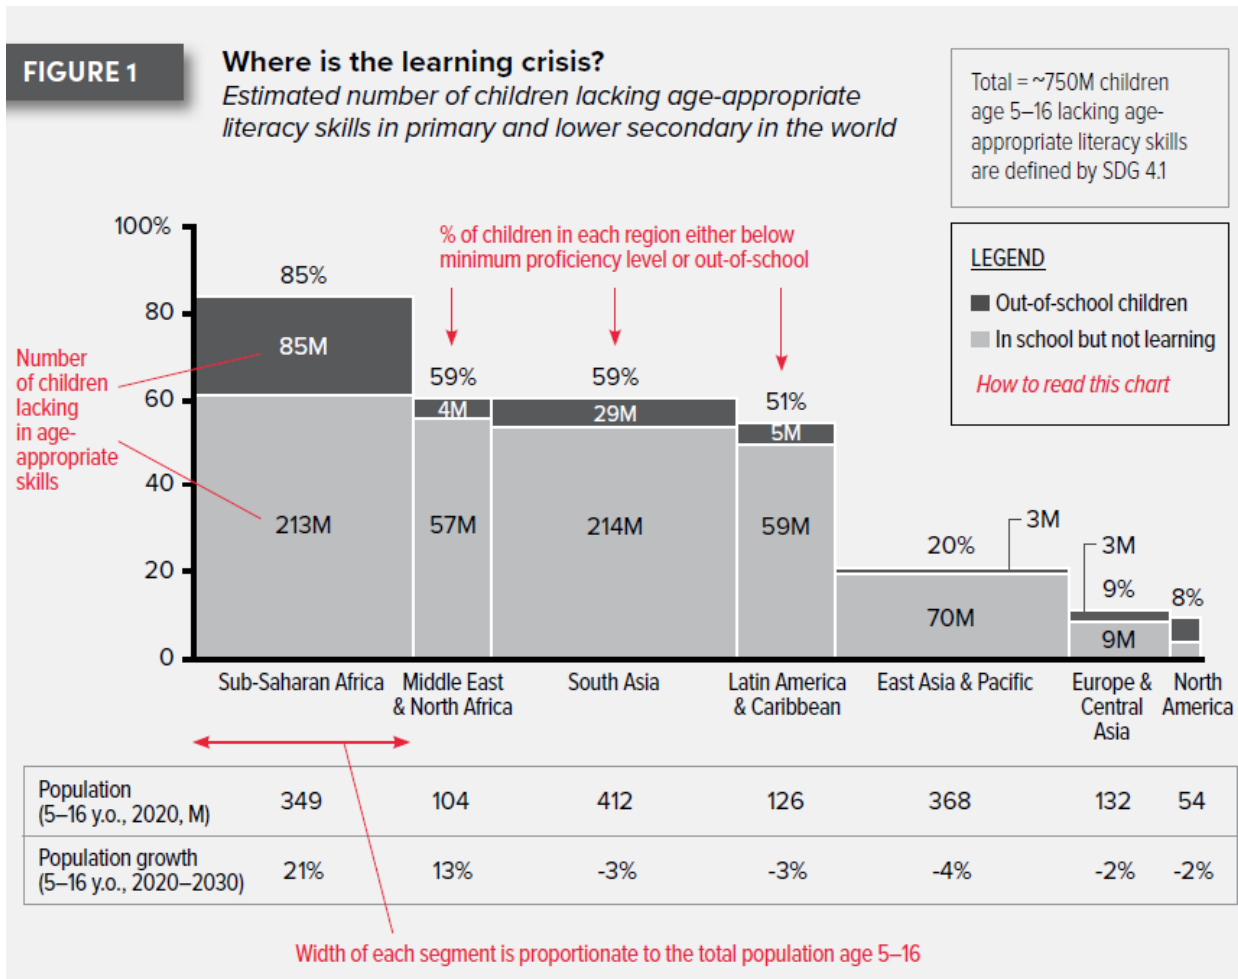 FIGURE 1
Where is the learning crisis?
Estimated number of children lacking age-appropriate
literacy skills in primary and lower secondary in the world
Total = ~750M children
age 5–16 lacking age-
appropriate literacy skills
are defined by SDG 4.1
LEGEND
Out-of-school children
In school but not learning
How to read this chart
% of children in each region either below
minimum proficiency level or out-of-school
Number
of children
lacking
in age-
appropriate
skills
100%
80
60
40
20
0
85%
85M
213M
59%
4M
57M
59%
29M
214M
51%
5M
59M
20%
3M
70M
3M
9%
9M
8%
Sub-Saharan Africa
Middle East
& North Africa
South Asia
Latin America
& Caribbean
East Asia & Pacific
Europe &
Central
Asia
North
America
Population
(5–16 y.o., 2020, M)
349 104 412 126 368 132 54
Population growth
(5–16 y.o., 2020–2030)
21% 13% -3% -3% -4% -2% -2%
Width of each segment is proportionate to the total population age 5–16